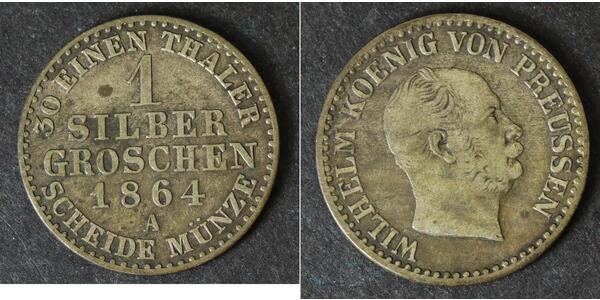 30 EINEN THALER
1
SILBER
GROSCHEN
1864
A
SCHEIDE MÜNZE
WILHELM KOENIG VON PREUSSEN